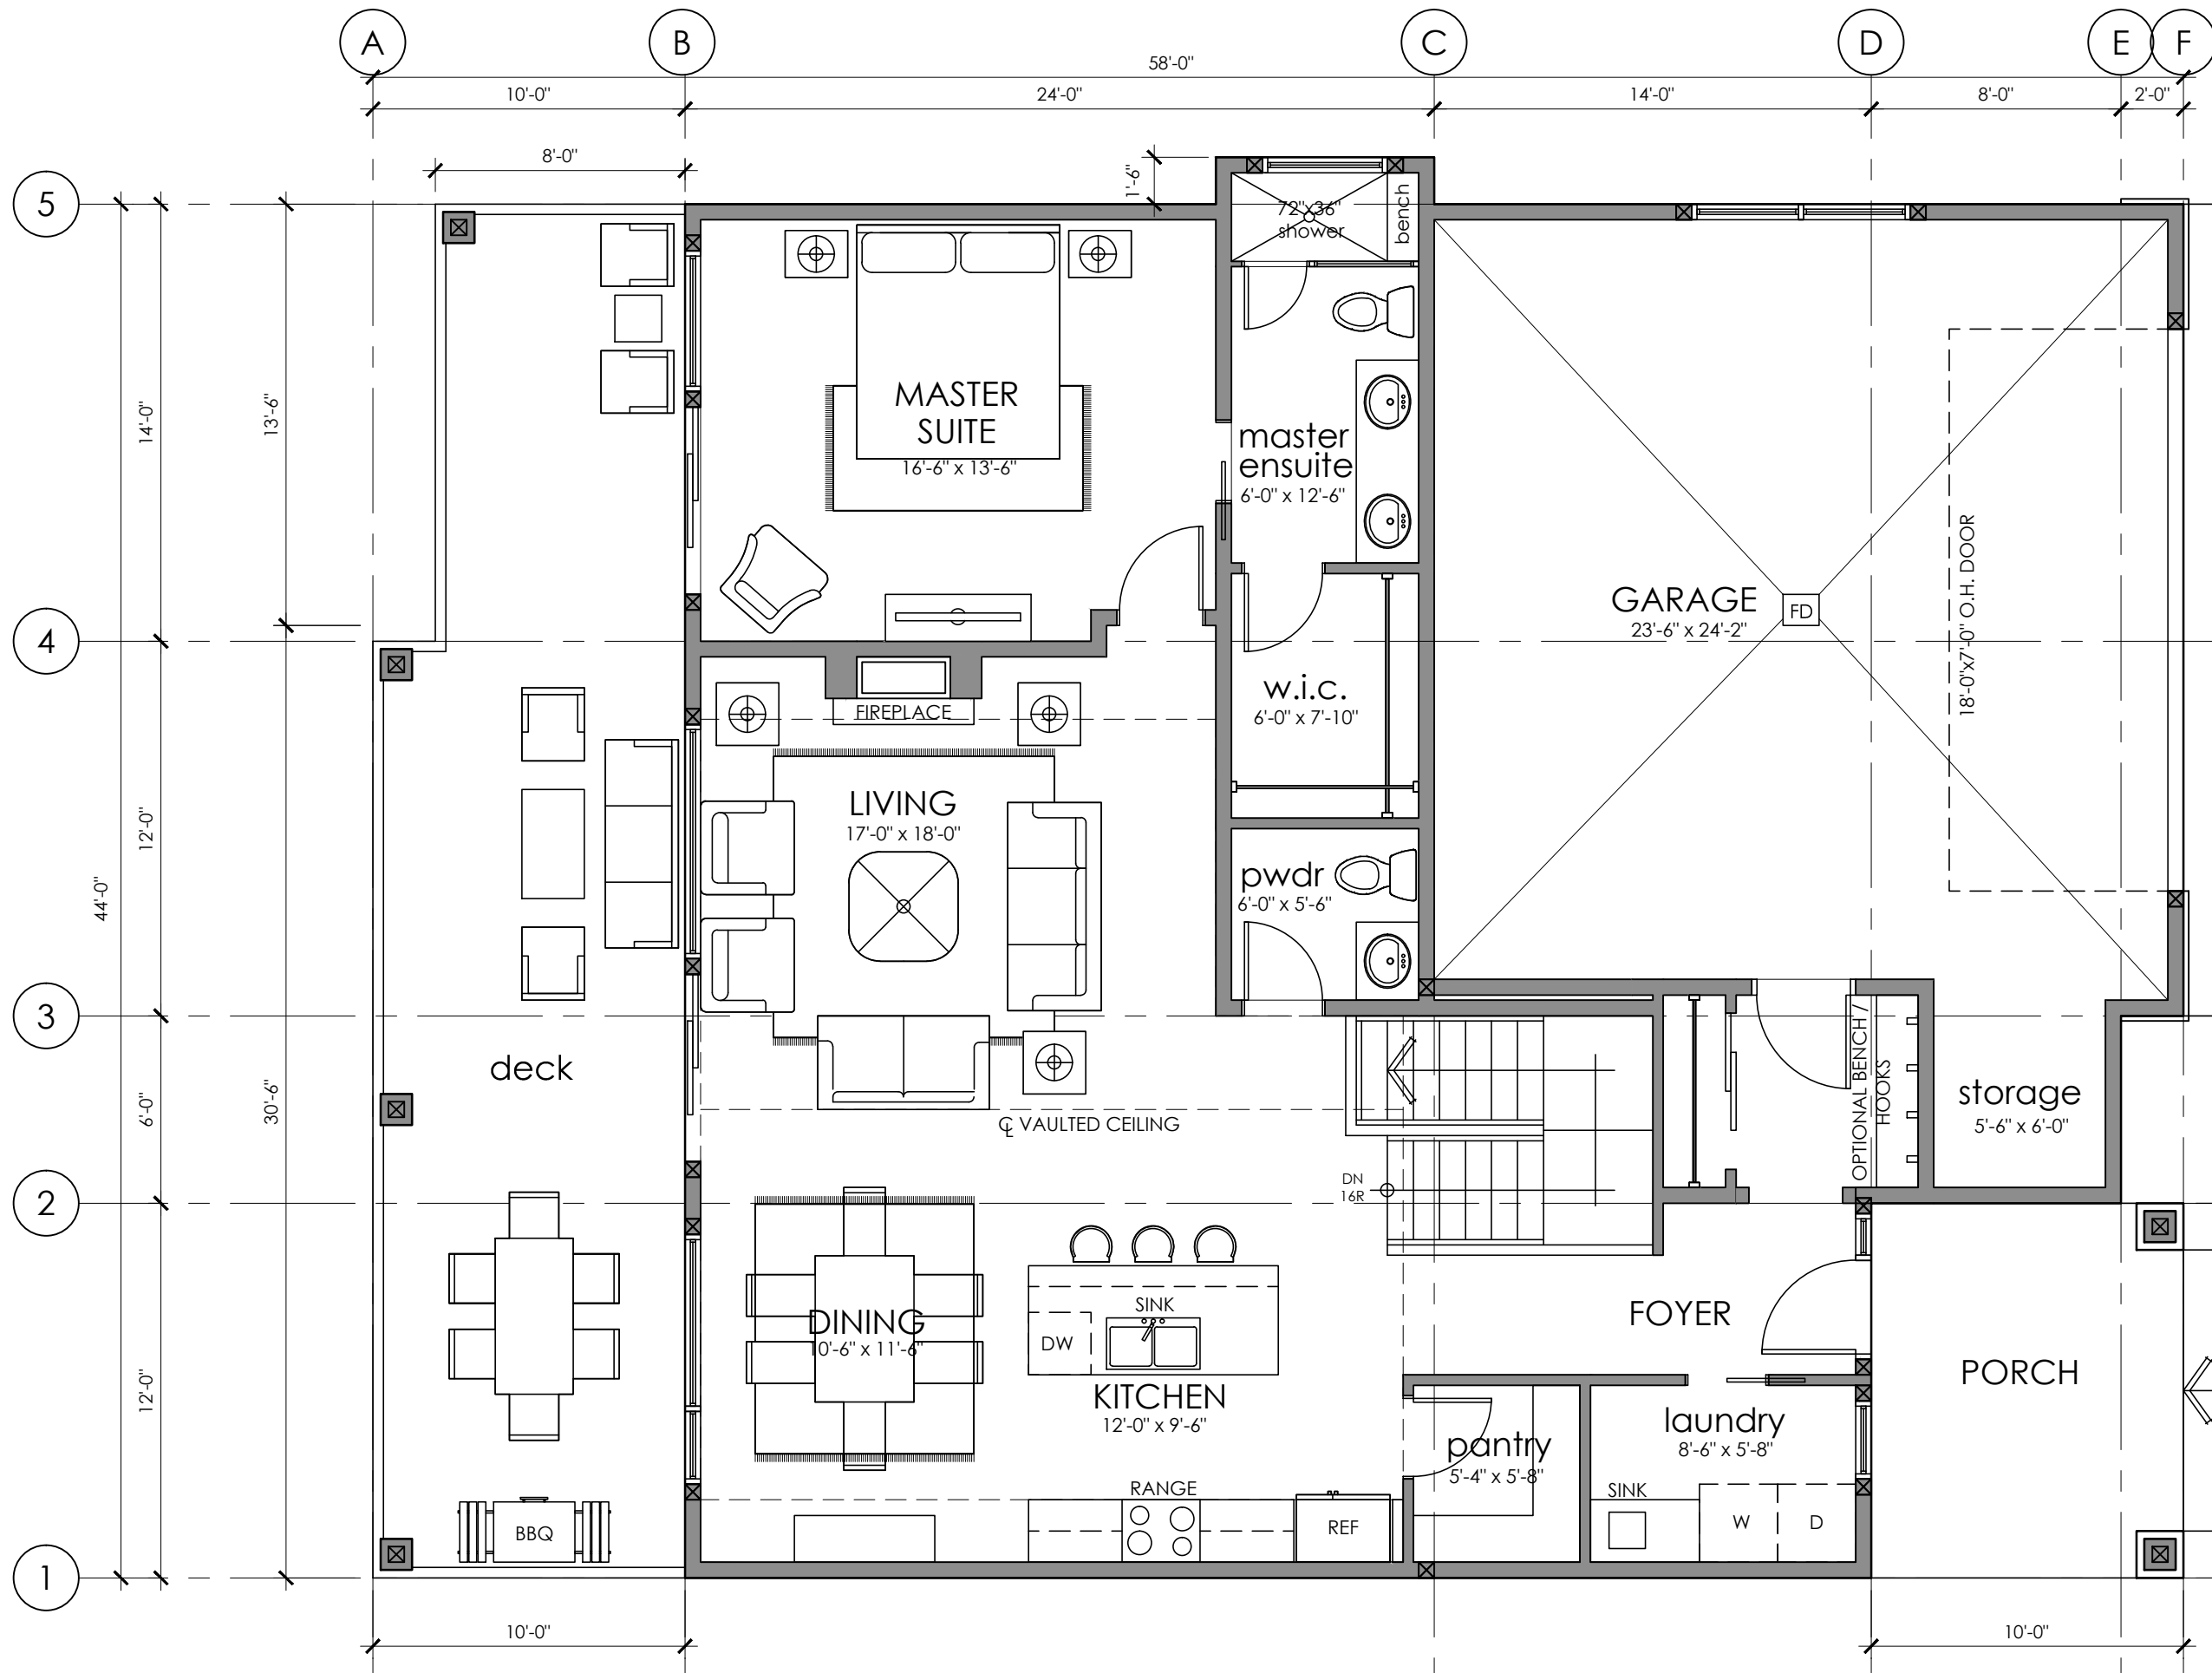 A
B
C
D
E
F
58'-0"
10'-0"
24'-0"
14'-0"
8'-0"
2'-0"
8'-0"
1'-6"
5
72"x36"
shower
bench
14'-0"
13'-6"
MASTER
SUITE
16'-6" x 13'-6"
master
ensuite
6'-0" x 12'-6"
GARAGE
23'-6" x 24'-2"
FD
18'-0"x7'-0" O.H. DOOR
4
w.i.c.
6'-0" x 7'-10"
FIREPLACE
LIVING
17'-0" x 18'-0"
12'-0"
44'-0"
pwdr
6'-0" x 5'-6"
3
deck
6'-0"
30'-6"
℄ VAULTED CEILING
OPTIONAL BENCH /
HOOKS
storage
5'-6" x 6'-0"
DN
16R
2
SINK
DW
DINING
10'-6" x 11'-6"
FOYER
KITCHEN
12'-0" x 9'-6"
PORCH
12'-0"
pantry
5'-4" x 5'-8"
laundry
8'-6" x 5'-8"
RANGE
SINK
BBQ
REF
W
D
1
10'-0"
10'-0"